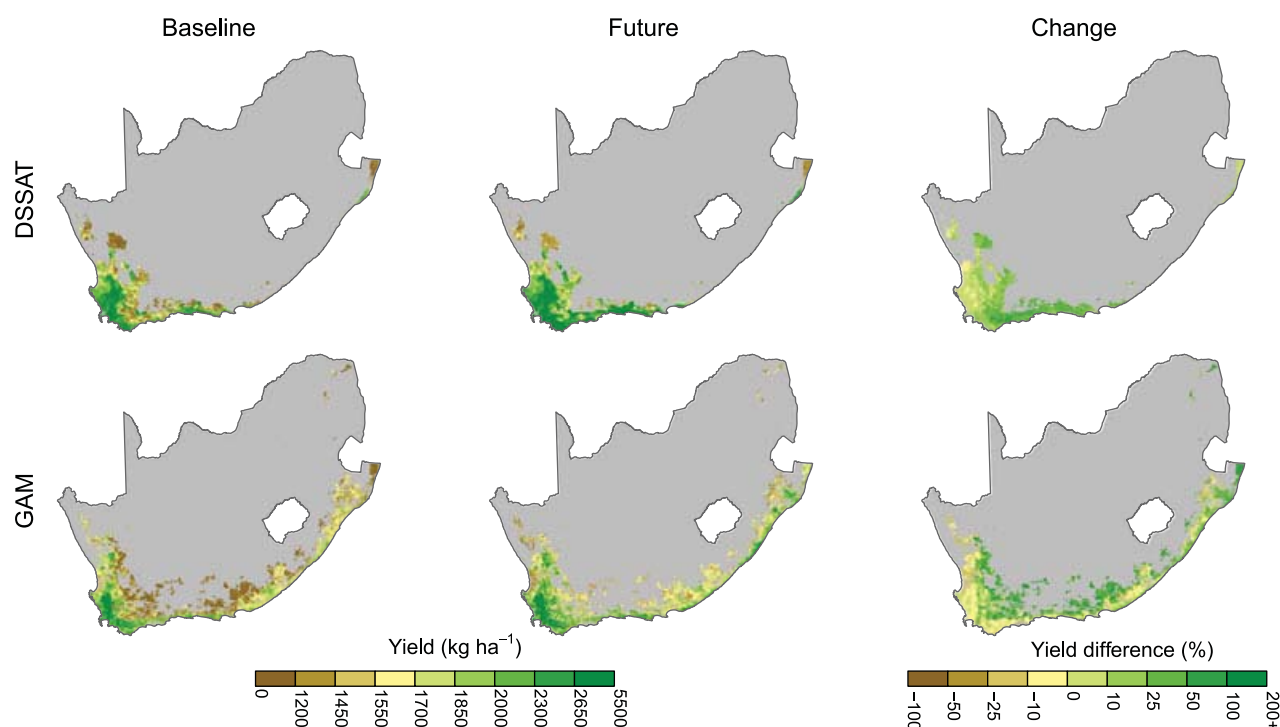 Baseline Future Change
DSSAT
GAM
Yield (kg ha⁻¹)
0 1200 1450 1550 1700 1850 2000 2300 2650 5500
Yield difference (%)
−100 −50 −25 −10 0 10 25 50 100 200+